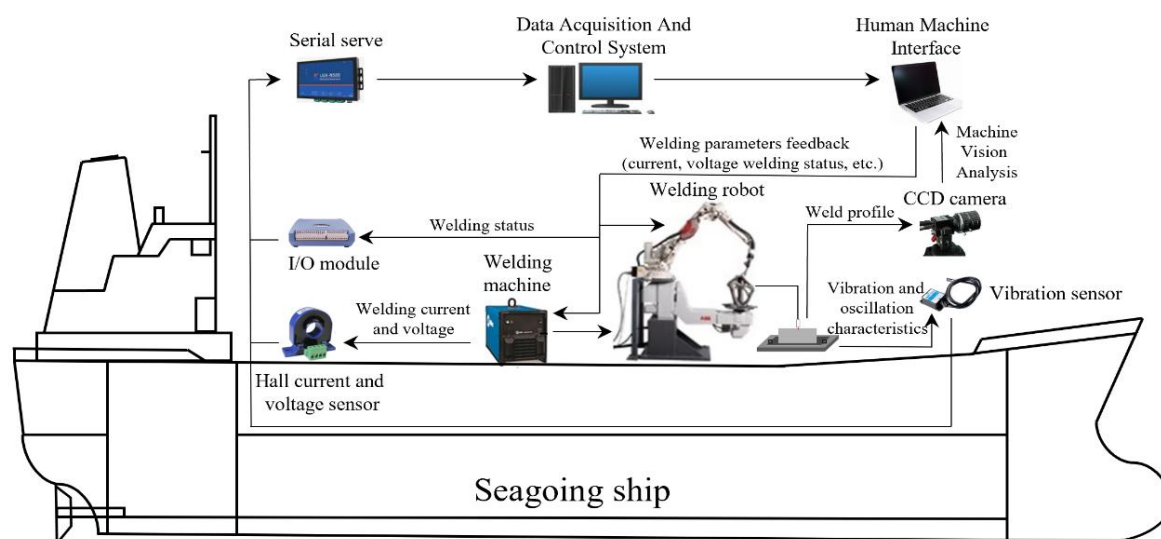 Serial serve
Data Acquisition And
Control System
Human Machine
Interface
Welding parameters feedback
(current, voltage welding status, etc.)
Machine
Vision
Analysis
Welding robot
CCD camera
Weld profile
Welding status
I/O module
Welding
machine
Vibration and
oscillation
characteristics
Vibration sensor
Welding current
and voltage
Hall current and
voltage sensor
Seagoing ship